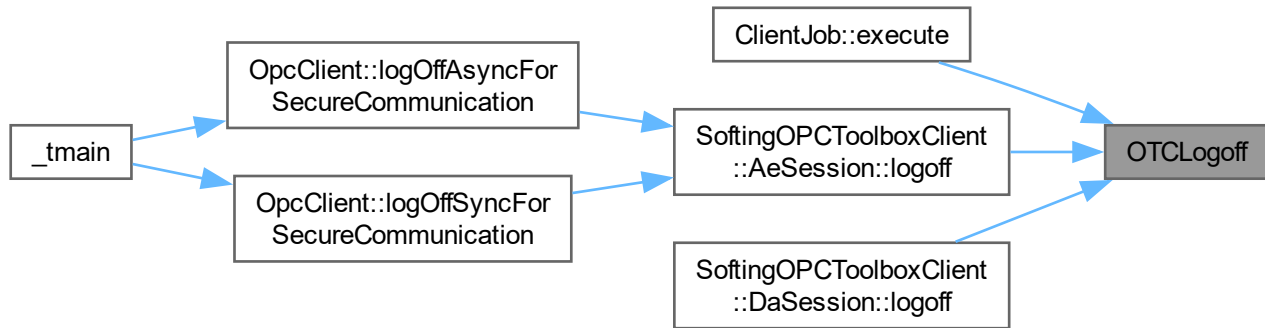 _tmain
OpcClient::logOffAsyncFor
SecureCommunication
OpcClient::logOffSyncFor
SecureCommunication
ClientJob::execute
SoftingOPCToolboxClient
::AeSession::logoff
SoftingOPCToolboxClient
::DaSession::logoff
OTCLogoff